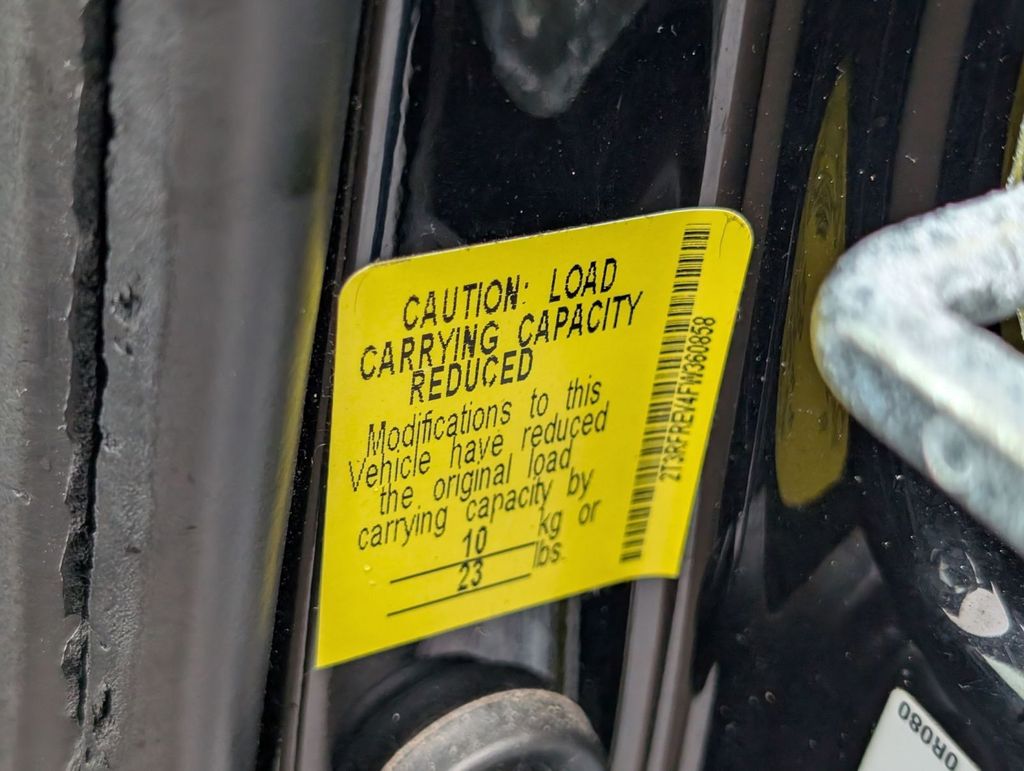 CAUTION: LOAD
CARRYING CAPACITY
REDUCED
Modifications to this
Vehicle have reduced
the original load
carrying capacity by
10 kg or
23 lbs.
2T3RFREV4FW360858
0R080